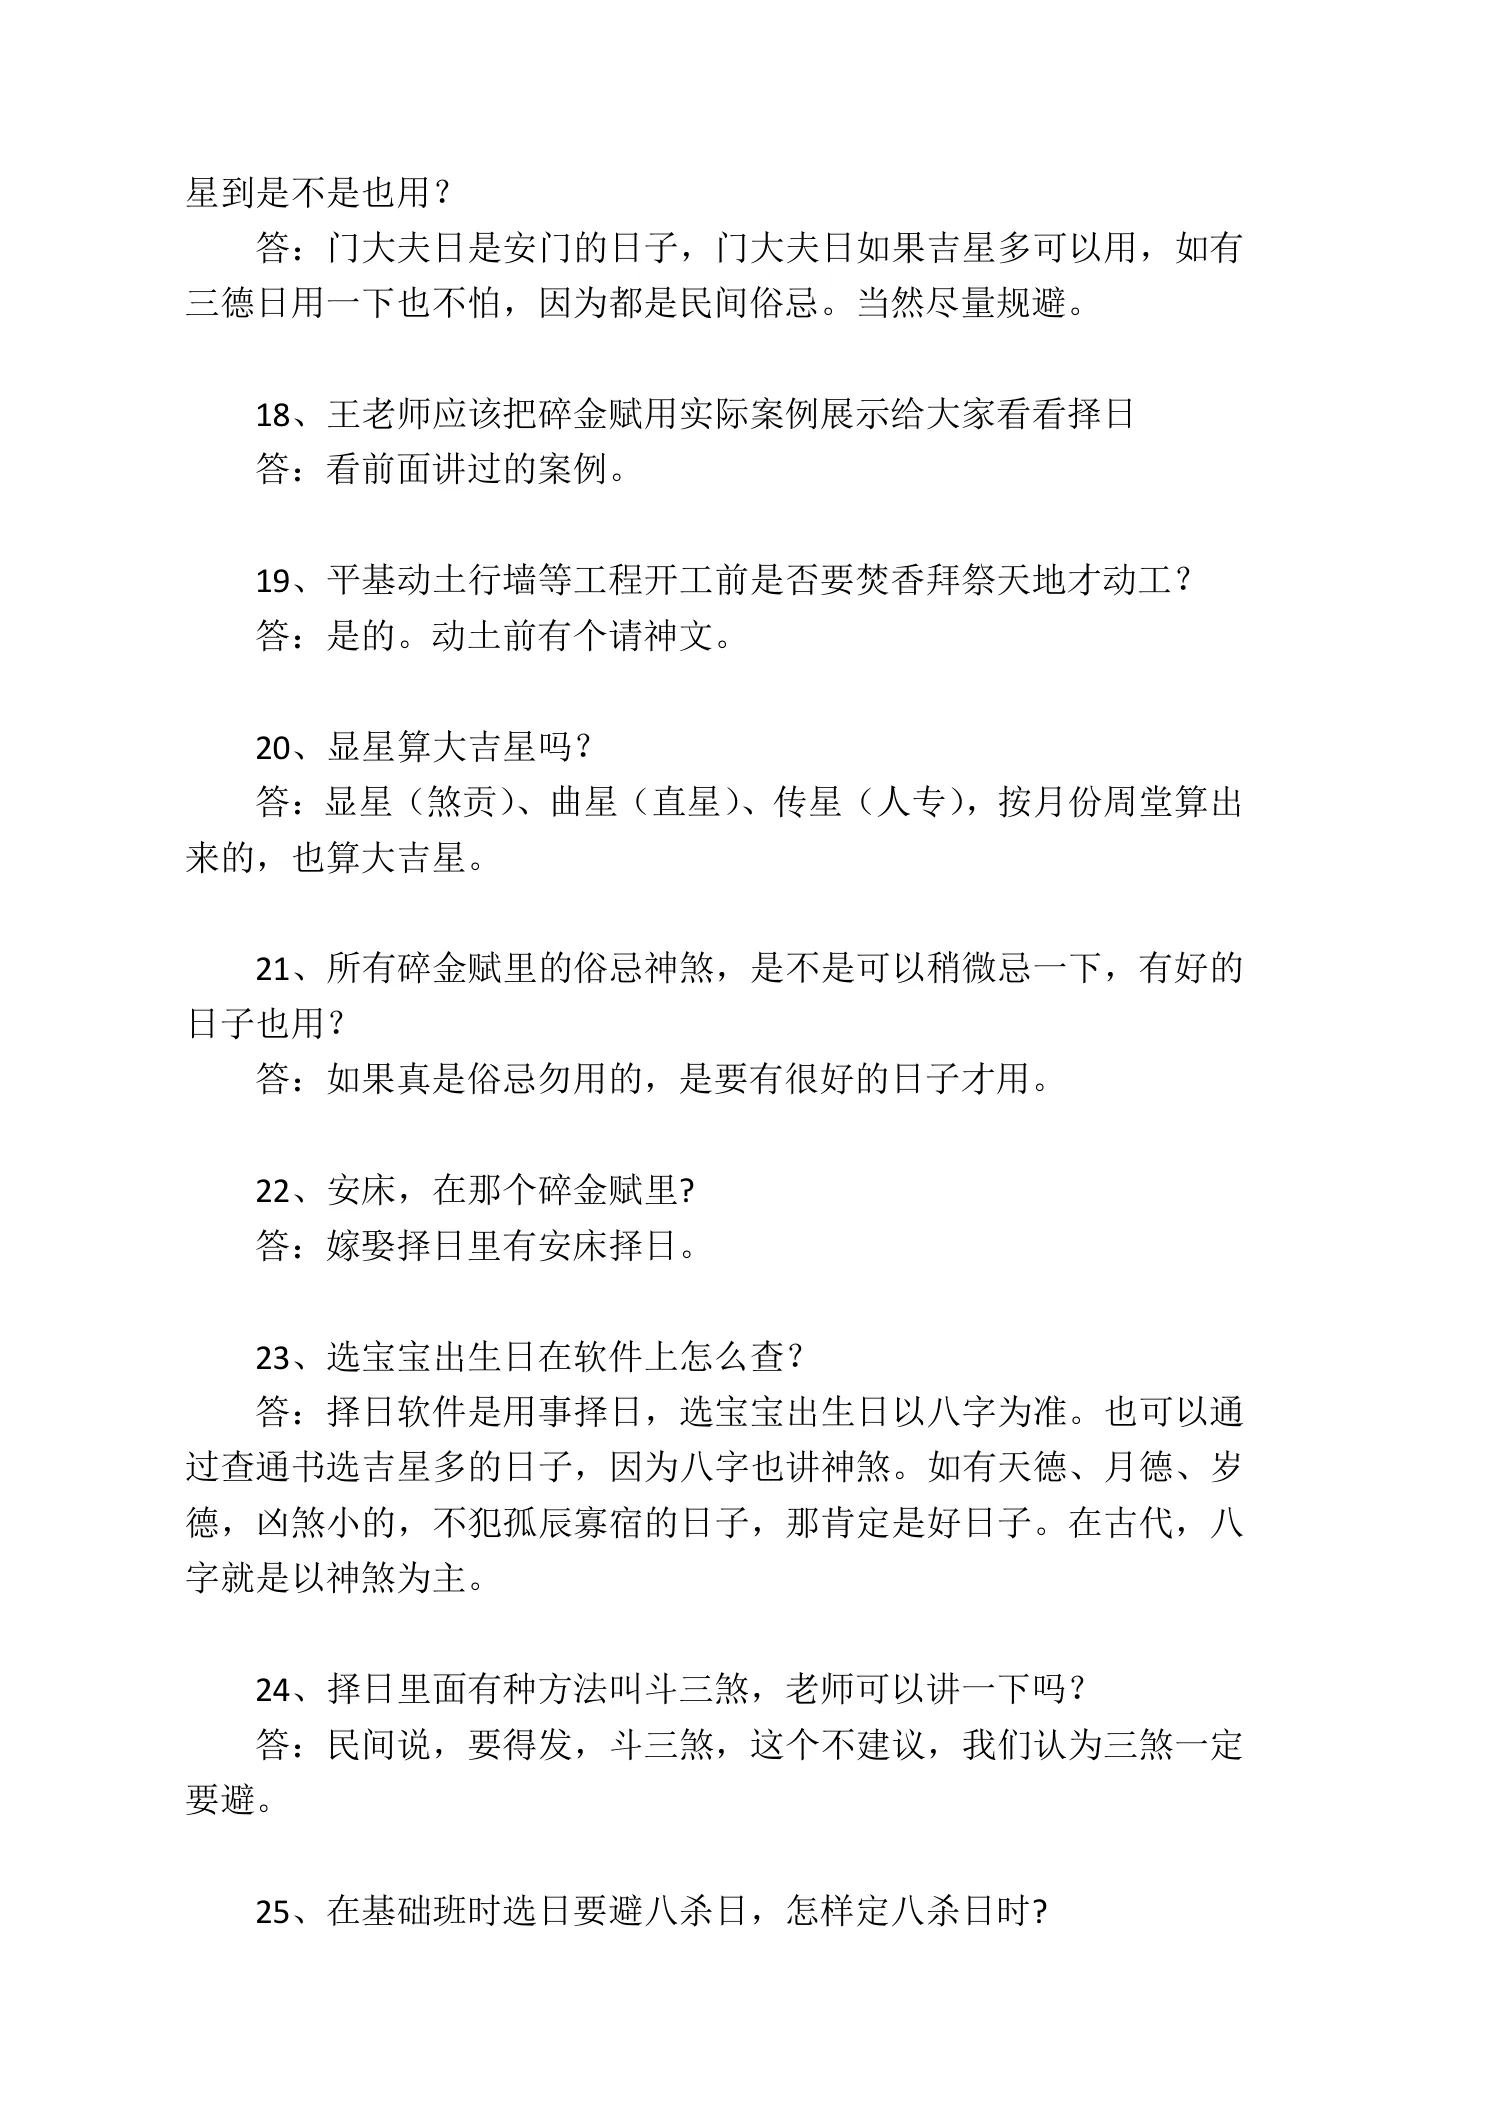 星到是不是也用？
答：门大夫日是安门的日子，门大夫日如果吉星多可以用，如有
三德日用一下也不怕，因为都是民间俗忌。当然尽量规避。
18、王老师应该把碎金赋用实际案例展示给大家看看择日
答：看前面讲过的案例。
19、平基动土行墙等工程开工前是否要焚香拜祭天地才动工？
答：是的。动土前有个请神文。
20、显星算大吉星吗？
答：显星（煞贡）、曲星（直星）、传星（人专），按月份周堂算出
来的，也算大吉星。
21、所有碎金赋里的俗忌神煞，是不是可以稍微忌一下，有好的
日子也用？
答：如果真是俗忌勿用的，是要有很好的日子才用。
22、安床，在那个碎金赋里?
答：嫁娶择日里有安床择日。
23、选宝宝出生日在软件上怎么查？
答：择日软件是用事择日，选宝宝出生日以八字为准。也可以通
过查通书选吉星多的日子，因为八字也讲神煞。如有天德、月德、岁
德，凶煞小的，不犯孤辰寡宿的日子，那肯定是好日子。在古代，八
字就是以神煞为主。
24、择日里面有种方法叫斗三煞，老师可以讲一下吗？
答：民间说，要得发，斗三煞，这个不建议，我们认为三煞一定
要避。
25、在基础班时选日要避八杀日，怎样定八杀日时?